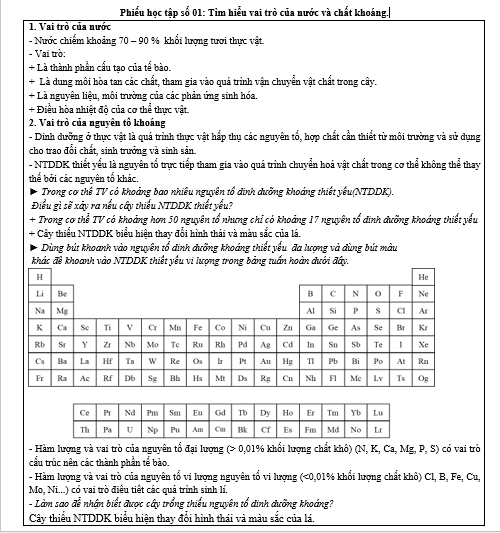 Phiếu học tập số 01: Tìm hiểu vai trò của nước và chất khoáng.
1. Vai trò của nước
- Nước chiếm khoảng 70 – 90 % khối lượng tươi thực vật.
- Vai trò:
+ Là thành phần cấu tạo của tế bào.
+ Là dung môi hòa tan các chất, tham gia vào quá trình vận chuyển vật chất trong cây.
+ Là nguyên liệu, môi trường của các phản ứng sinh hóa.
+ Điều hòa nhiệt độ của cơ thể thực vật.
2. Vai trò của nguyên tố khoáng
- Dinh dưỡng ở thực vật là quá trình thực vật hấp thụ các nguyên tố, hợp chất cần thiết từ môi trường và sử dụng
cho trao đổi chất, sinh trưởng và sinh sản.
- NTDDK thiết yếu là nguyên tố trực tiếp tham gia vào quá trình chuyển hoá vật chất trong cơ thể không thể thay
thế bởi các nguyên tố khác.
► Trong cơ thể TV có khoảng bao nhiêu nguyên tố dinh dưỡng khoáng thiết yếu(NTDDK).
Điều gì sẽ xảy ra nếu cây thiếu NTDDK thiết yếu?
+ Trong cơ thể TV có khoảng hơn 50 nguyên tố nhưng chỉ có khoảng 17 nguyên tố dinh dưỡng khoáng thiết yếu
+ Cây thiếu NTDDK biểu hiện thay đổi hình thái và màu sắc của lá.
► Dùng bút khoanh vào nguyên tố dinh dưỡng khoáng thiết yếu đa lượng và dùng bút màu
khác để khoanh vào NTDDK thiết yếu vi lượng trong bảng tuần hoàn dưới đây.
H He
Li Be B C N O F Ne
Na Mg Al Si P S Cl Ar
K Ca Sc Ti V Cr Mn Fe Co Ni Cu Zn Ga Ge As Se Br Kr
Rb Sr Y Zr Nb Mo Tc Ru Rh Pd Ag Cd In Sn Sb Te I Xe
Cs Ba La Hf Ta W Re Os Ir Pt Au Hg Tl Pb Bi Po At Rn
Fr Ra Ac Rf Db Sg Bh Hs Mt Ds Rg Cn Nh Fl Mc Lv Ts Og
Ce Pr Nd Pm Sm Eu Gd Tb Dy Ho Er Tm Yb Lu
Th Pa U Np Pu Am Cm Bk Cf Es Fm Md No Lr
- Hàm lượng và vai trò của nguyên tố đại lượng (> 0,01% khối lượng chất khô) (N, K, Ca, Mg, P, S) có vai trò
cấu trúc nên các thành phần tế bào.
- Hàm lượng và vai trò của nguyên tố vi lượng nguyên tố vi lượng (<0,01% khối lượng chất khô) Cl, B, Fe, Cu,
Mo, Ni...) có vai trò điều tiết các quá trình sinh lí.
- Làm sao để nhận biết được cây trồng thiếu nguyên tố dinh dưỡng khoáng?
Cây thiếu NTDDK biểu hiện thay đổi hình thái và màu sắc của lá.